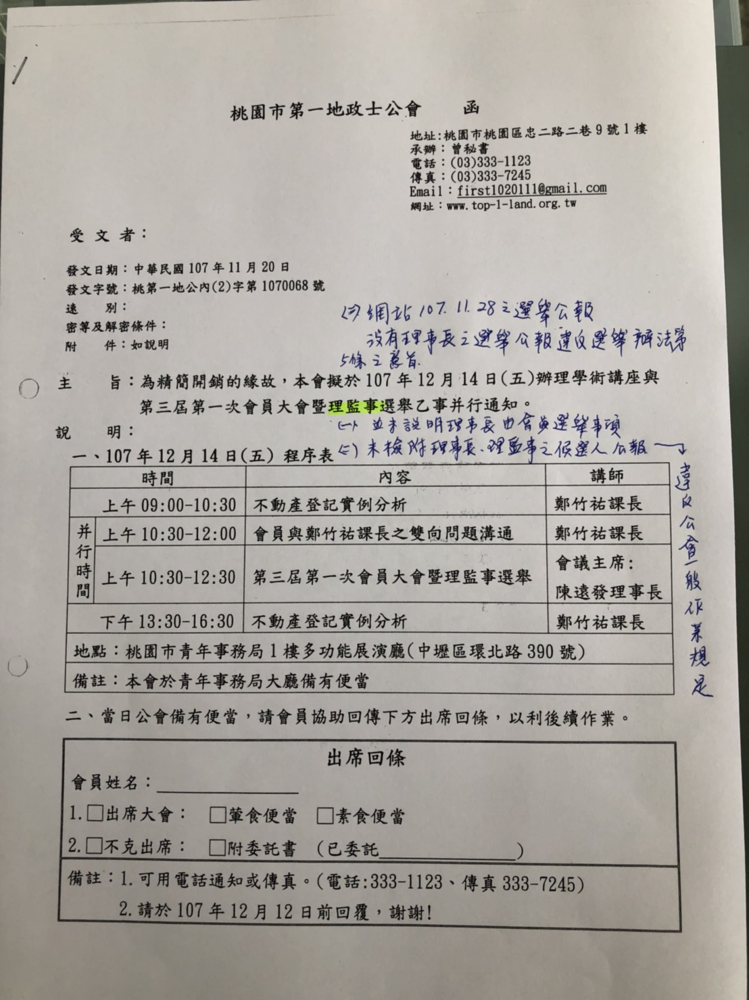 桃園市第一地政士公會　　函
地址:桃園市桃園區忠二路二巷9號1樓
承辦：曾秘書
電話：(03)333-1123
傳真：(03)333-7245
Email：first1020111@gmail.com
網址：www.top-1-land.org.tw
受文者：
發文日期：中華民國107年11月20日
發文字號：桃第一地公內(2)字第1070068號
速　　別：
密等及解密條件：
附　　件：如說明
(三)網站107.11.28之選舉公報
沒有理事長之選舉公報違反選舉辦法第
5條之意旨.
主　　旨：為精簡開銷的緣故，本會擬於107年12月14日(五)辦理學術講座與
第三屆第一次會員大會暨理監事選舉乙事并行通知。
(一)並未說明理事長由會員選舉事項
說　　明：
(二)未檢附理事長、理監事之候選人公報
違反公會一般作業規定
一、107年12月14日(五) 程序表
時間　內容　講師
上午09:00-10:30　不動產登記實例分析　鄭竹祐課長
并行時間
上午10:30-12:00　會員與鄭竹祐課長之雙向問題溝通　鄭竹祐課長
上午10:30-12:30　第三屆第一次會員大會暨理監事選舉　會議主席:
陳遠發理事長
下午13:30-16:30　不動產登記實例分析　鄭竹祐課長
地點：桃園市青年事務局1樓多功能展演廳(中壢區環北路390號)
備註：本會於青年事務局大廳備有便當
二、當日公會備有便當，請會員協助回傳下方出席回條，以利後續作業。
出席回條
會員姓名：
1.□出席大會：　□葷食便當　□素食便當
2.□不克出席：　□附委託書　(已委託　　　　)
備註：1.可用電話通知或傳真。(電話:333-1123、傳真333-7245)
2.請於107年12月12日前回覆，謝謝!